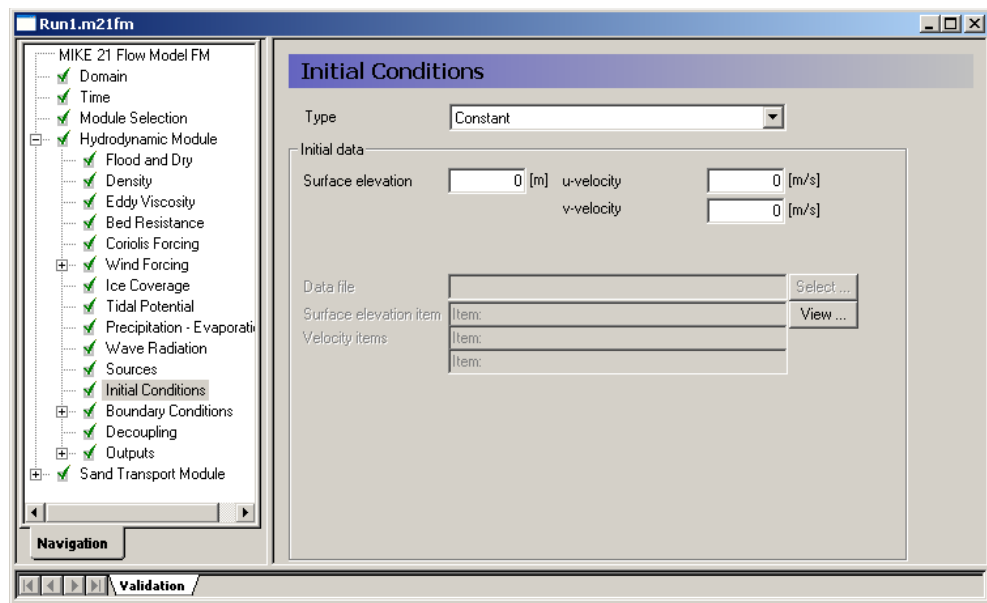 Run1.m21fm
MIKE 21 Flow Model FM
Domain
Time
Module Selection
Hydrodynamic Module
Flood and Dry
Density
Eddy Viscosity
Bed Resistance
Coriolis Forcing
Wind Forcing
Ice Coverage
Tidal Potential
Precipitation - Evaporati
Wave Radiation
Sources
Initial Conditions
Boundary Conditions
Decoupling
Outputs
Sand Transport Module
Navigation
Initial Conditions
Type Constant
Initial data
Surface elevation 0 [m] u-velocity 0 [m/s]
v-velocity 0 [m/s]
Data file Select ...
Surface elevation item Item: View ...
Velocity items Item:
Item:
Validation